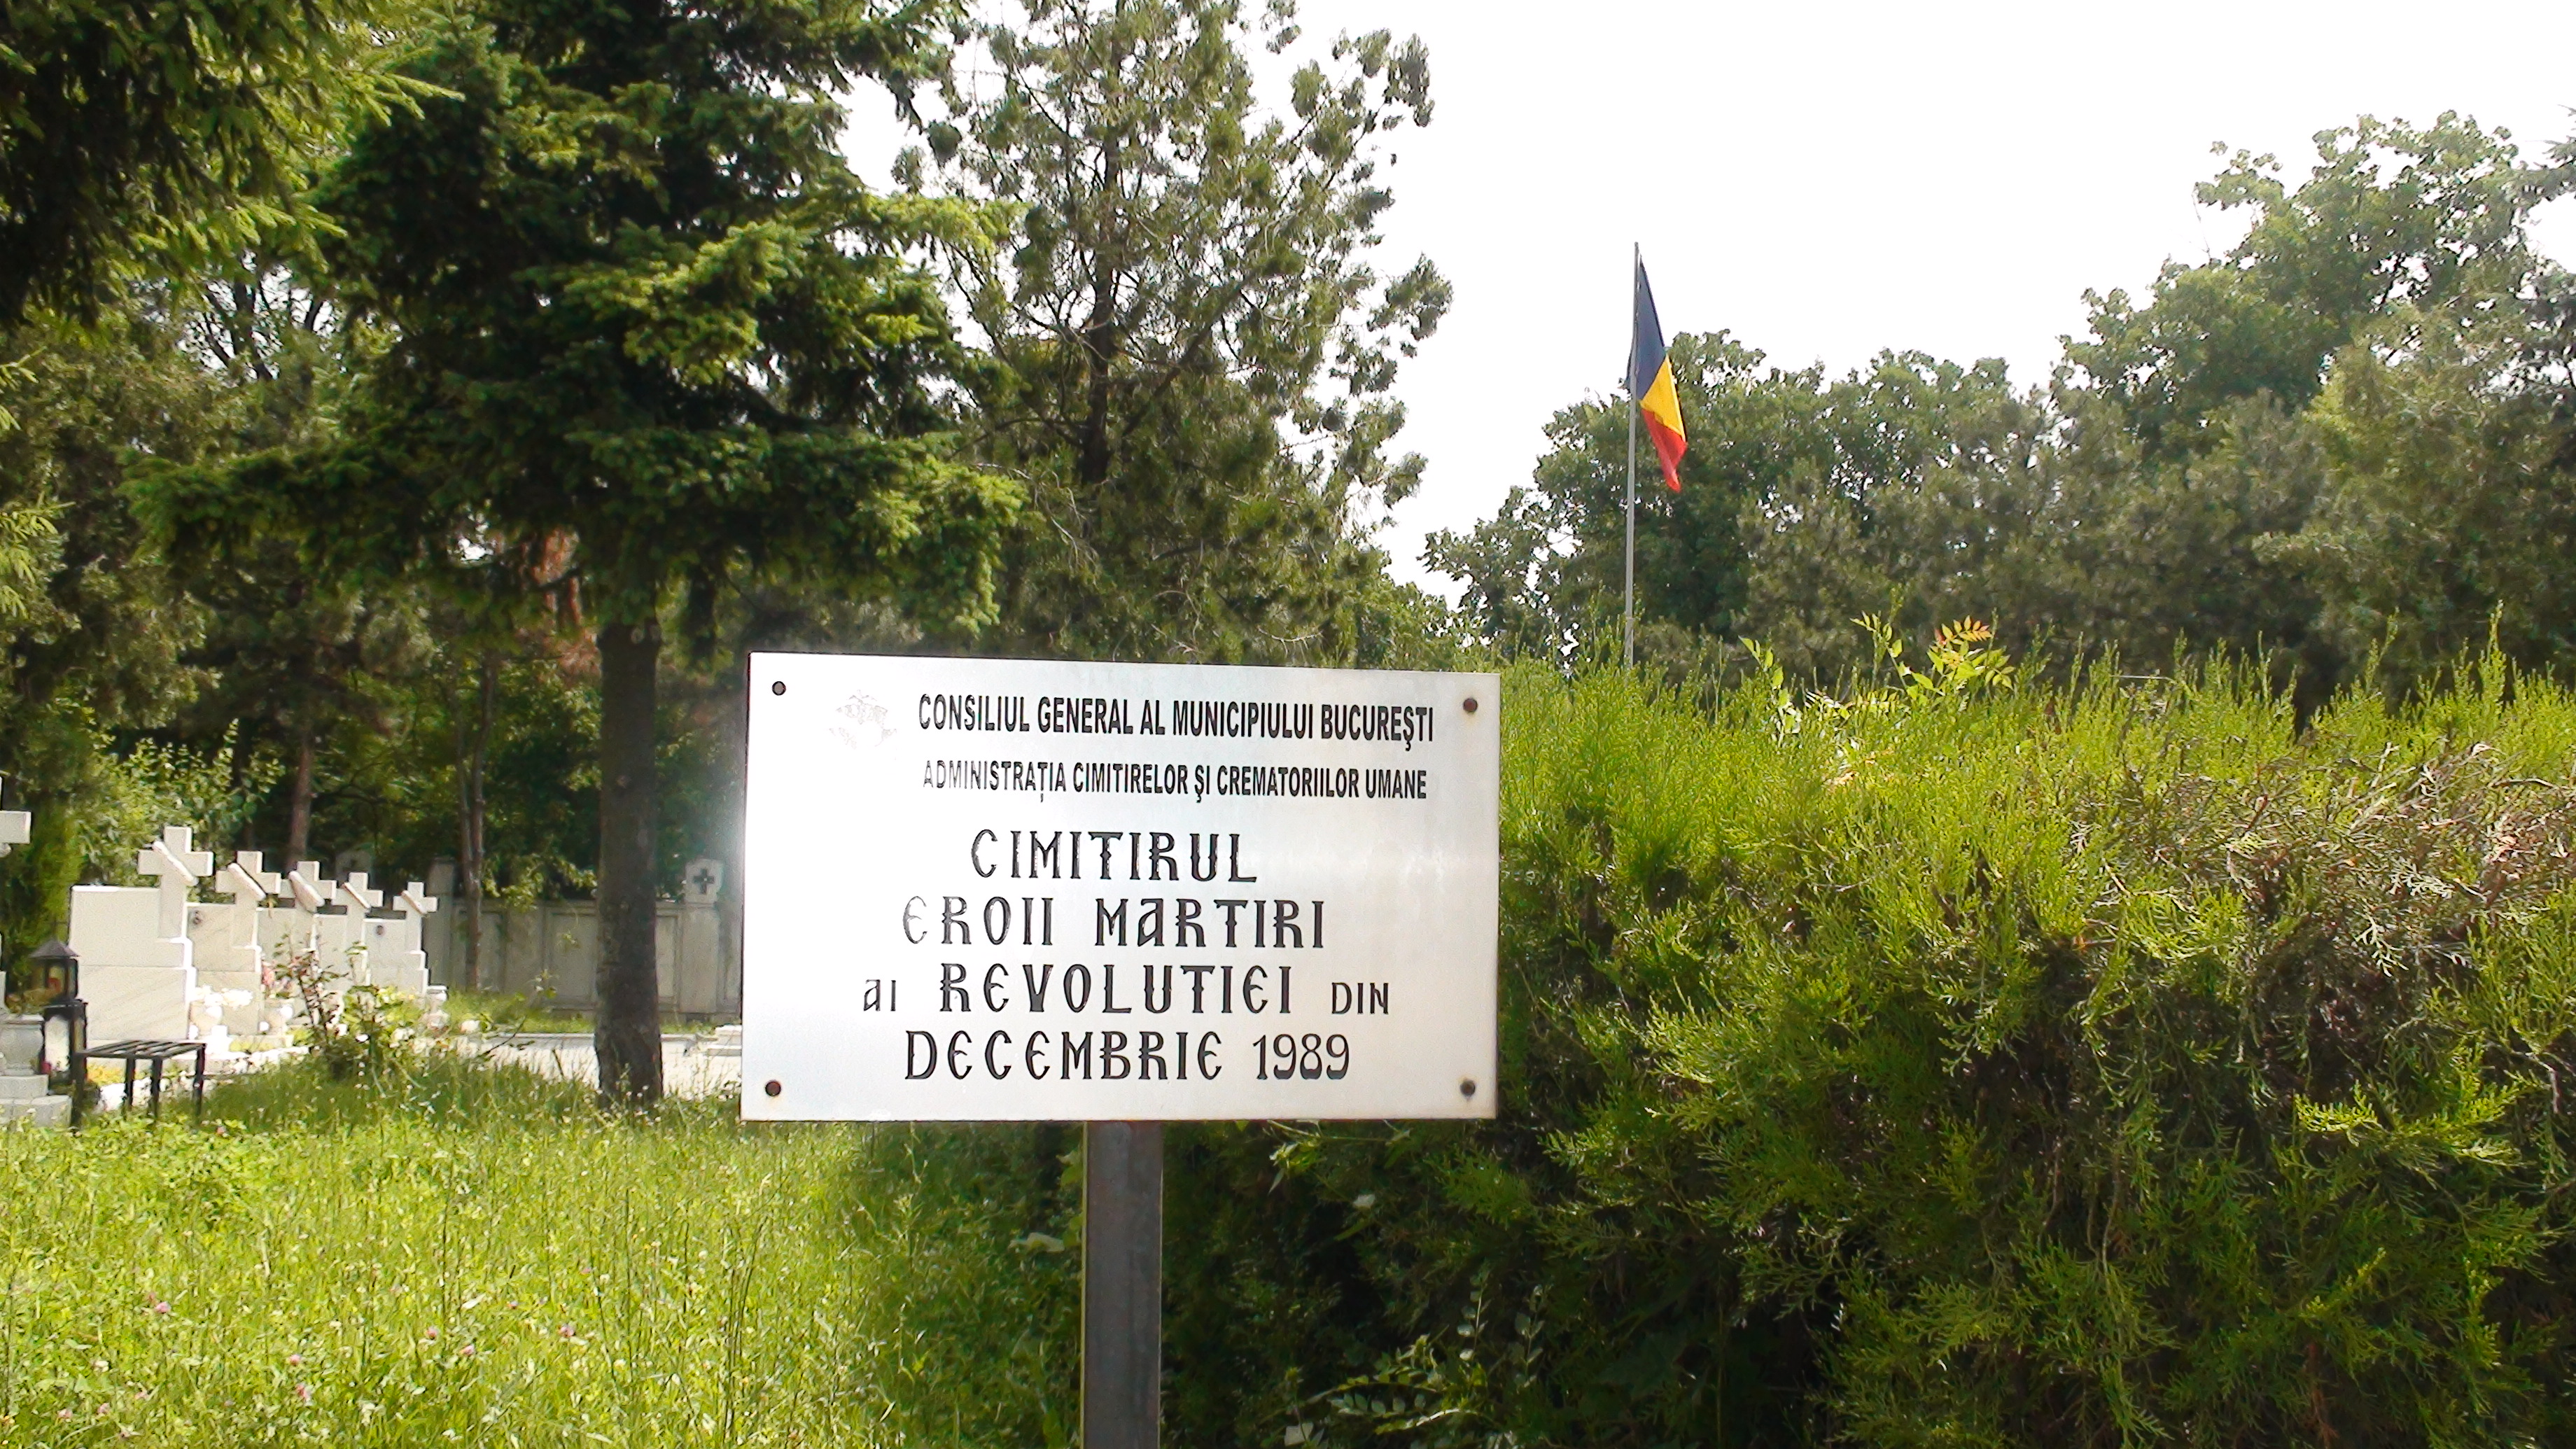 CONSILIUL GENERAL AL MUNICIPIULUI BUCUREŞTI
ADMINISTRAŢIA CIMITIRELOR ŞI CREMATORIILOR UMANE
CIMITIRUL
EROII MARTIRI
aI REVOLUTIEI DIN
DECEMBRIE 1989